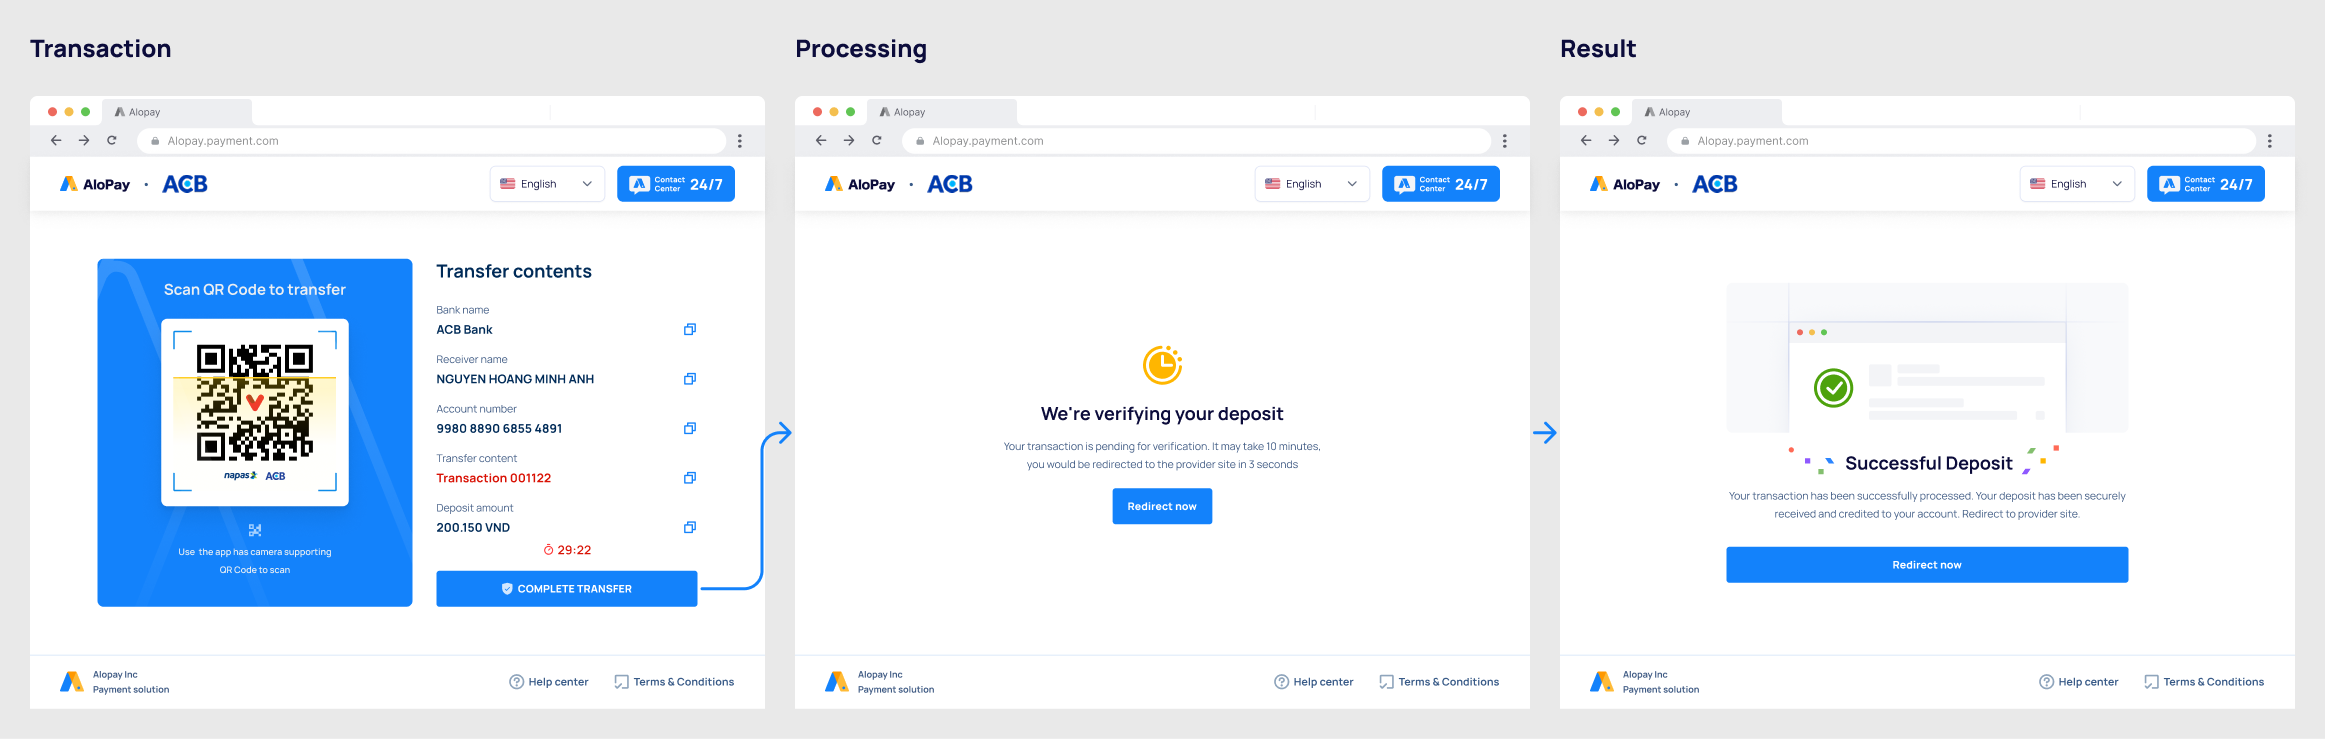 Transaction
Alopay
Alopay.payment.com
AloPay • ACB
English
Contact Center 24/7
Scan QR Code to transfer
napas ACB
Use the app has camera supporting
QR Code to scan
Transfer contents
Bank name
ACB Bank
Receiver name
NGUYEN HOANG MINH ANH
Account number
9980 8890 6855 4891
Transfer content
Transaction 001122
Deposit amount
200.150 VND
29:22
COMPLETE TRANSFER
Alopay Inc
Payment solution
Help center
Terms & Conditions
Processing
Alopay
Alopay.payment.com
AloPay • ACB
English
Contact Center 24/7
We're verifying your deposit
Your transaction is pending for verification. It may take 10 minutes,
you would be redirected to the provider site in 3 seconds
Redirect now
Alopay Inc
Payment solution
Help center
Terms & Conditions
Result
Alopay
Alopay.payment.com
AloPay • ACB
English
Contact Center 24/7
Successful Deposit
Your transaction has been successfully processed. Your deposit has been securely
received and credited to your account. Redirect to provider site.
Redirect now
Alopay Inc
Payment solution
Help center
Terms & Conditions